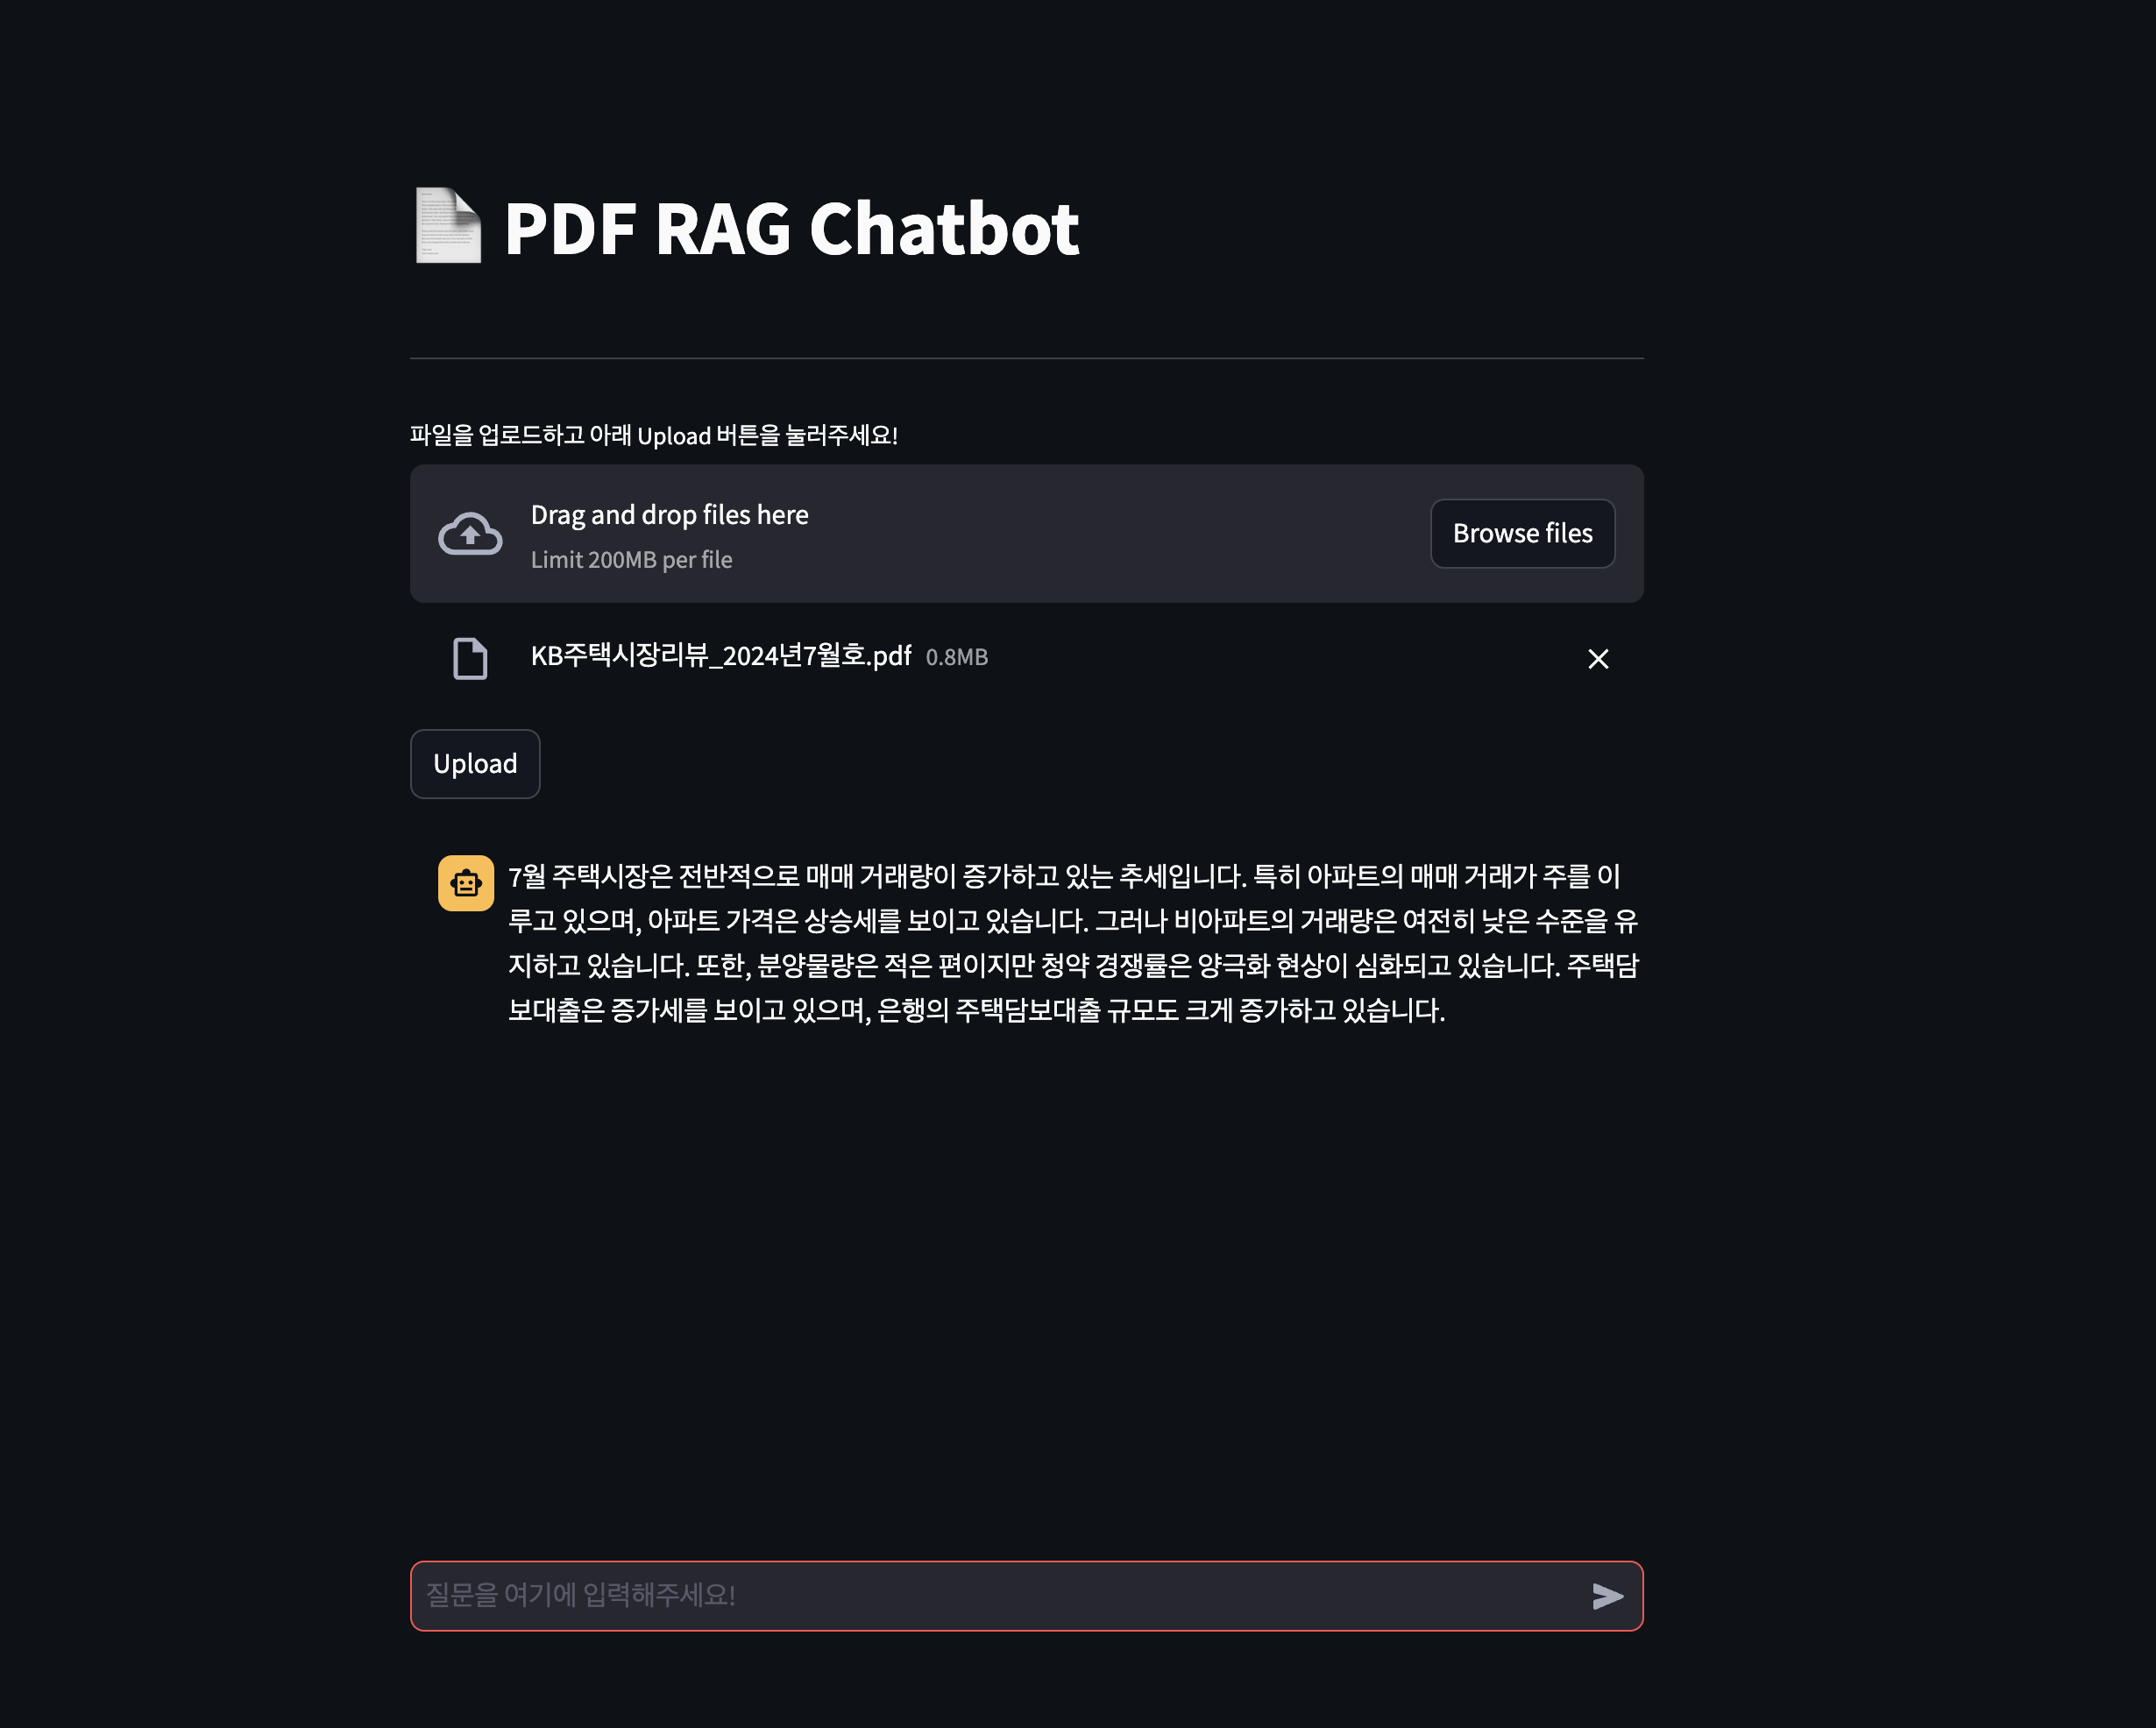 PDF RAG Chatbot
파일을 업로드하고 아래 Upload 버튼을 눌러주세요!
Drag and drop files here
Limit 200MB per file
Browse files
KB주택시장리뷰_2024년7월호.pdf 0.8MB
Upload
7월 주택시장은 전반적으로 매매 거래량이 증가하고 있는 추세입니다. 특히 아파트의 매매 거래가 주를 이
루고 있으며, 아파트 가격은 상승세를 보이고 있습니다. 그러나 비아파트의 거래량은 여전히 낮은 수준을 유
지하고 있습니다. 또한, 분양물량은 적은 편이지만 청약 경쟁률은 양극화 현상이 심화되고 있습니다. 주택담
보대출은 증가세를 보이고 있으며, 은행의 주택담보대출 규모도 크게 증가하고 있습니다.
질문을 여기에 입력해주세요!